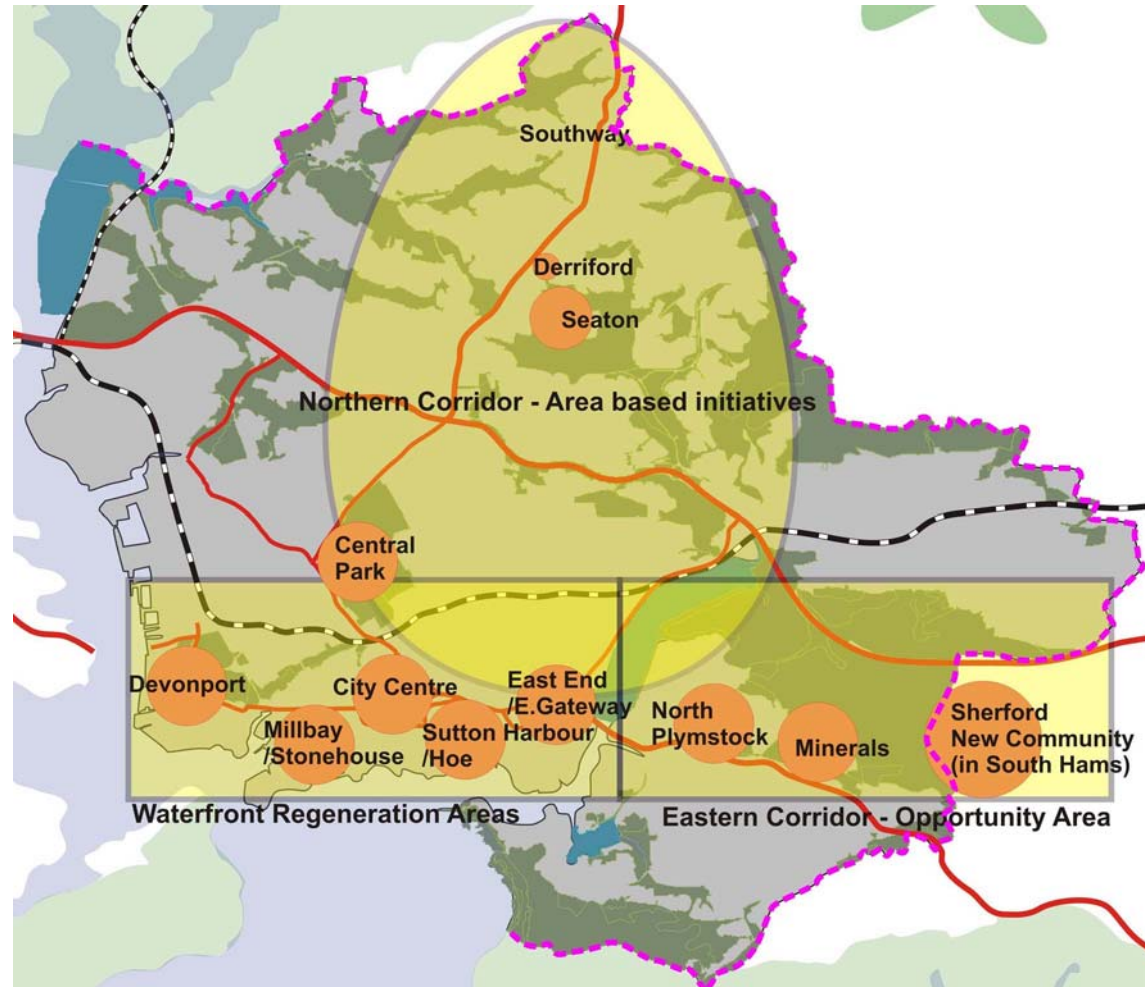 Southway
Derriford
Seaton
Northern Corridor - Area based initiatives
Central
Park
Devonport
City Centre
East End
/E.Gateway
Millbay
/Stonehouse
Sutton Harbour
/Hoe
North
Plymstock
Minerals
Sherford
New Community
(in South Hams)
Waterfront Regeneration Areas
Eastern Corridor - Opportunity Area